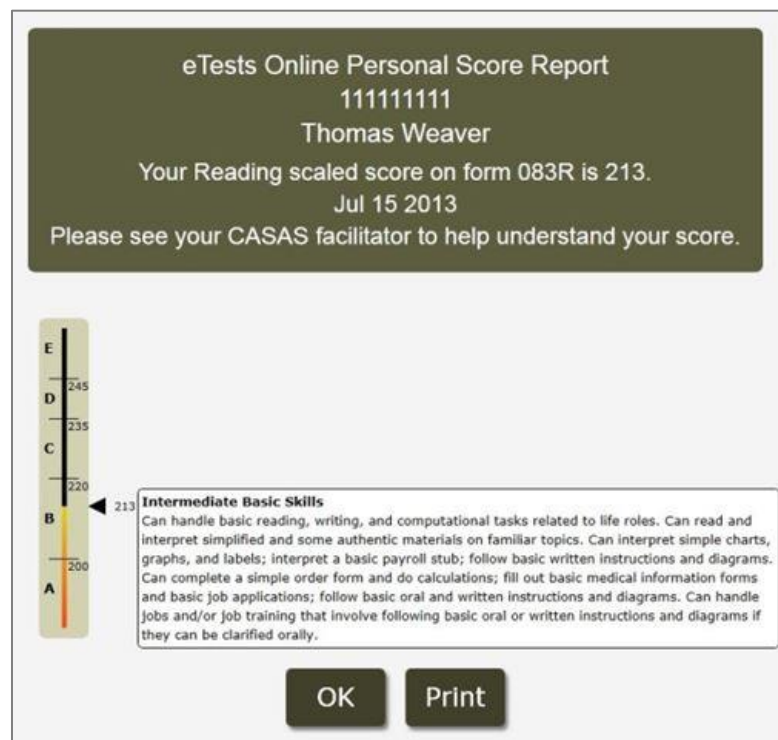 eTests Online Personal Score Report
111111111
Thomas Weaver
Your Reading scaled score on form 083R is 213.
Jul 15 2013
Please see your CASAS facilitator to help understand your score.
E
245
D
235
C
220
213
B
200
A
Intermediate Basic Skills
Can handle basic reading, writing, and computational tasks related to life roles. Can read and
interpret simplified and some authentic materials on familiar topics. Can interpret simple charts,
graphs, and labels; interpret a basic payroll stub; follow basic written instructions and diagrams.
Can complete a simple order form and do calculations; fill out basic medical information forms
and basic job applications; follow basic oral and written instructions and diagrams. Can handle
jobs and/or job training that involve following basic oral or written instructions and diagrams if
they can be clarified orally.
OK
Print